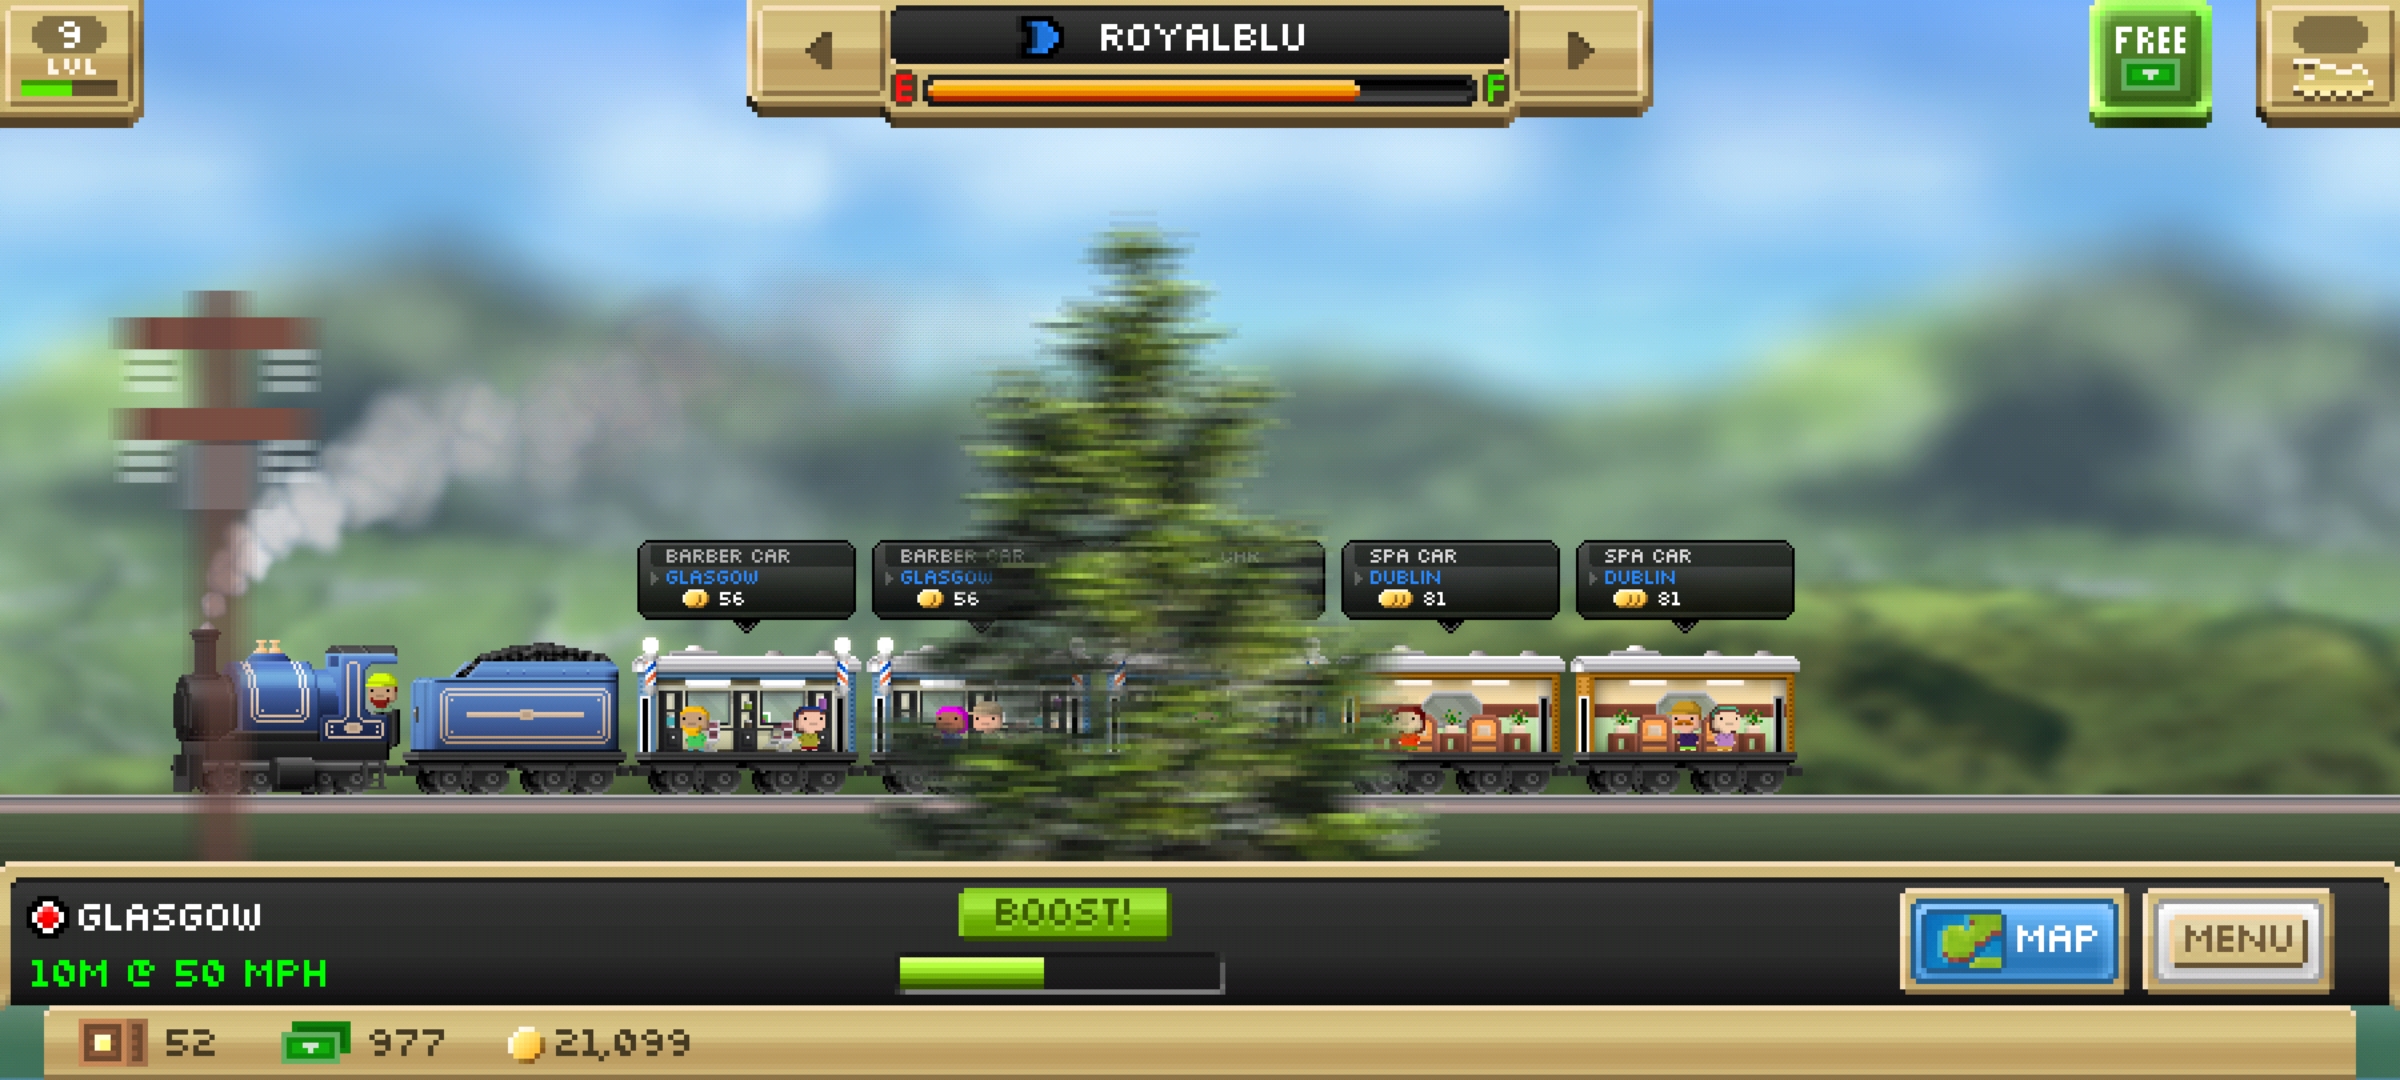 9
LVL
ROYALBLU
E
F
FREE
BARBER CAR
GLASGOW
56
BARBER CAR
GLASGOW
56
CAR
SPA CAR
DUBLIN
81
SPA CAR
DUBLIN
81
GLASGOW
10M @ 50 MPH
BOOST!
MAP
MENU
52
977
21,099